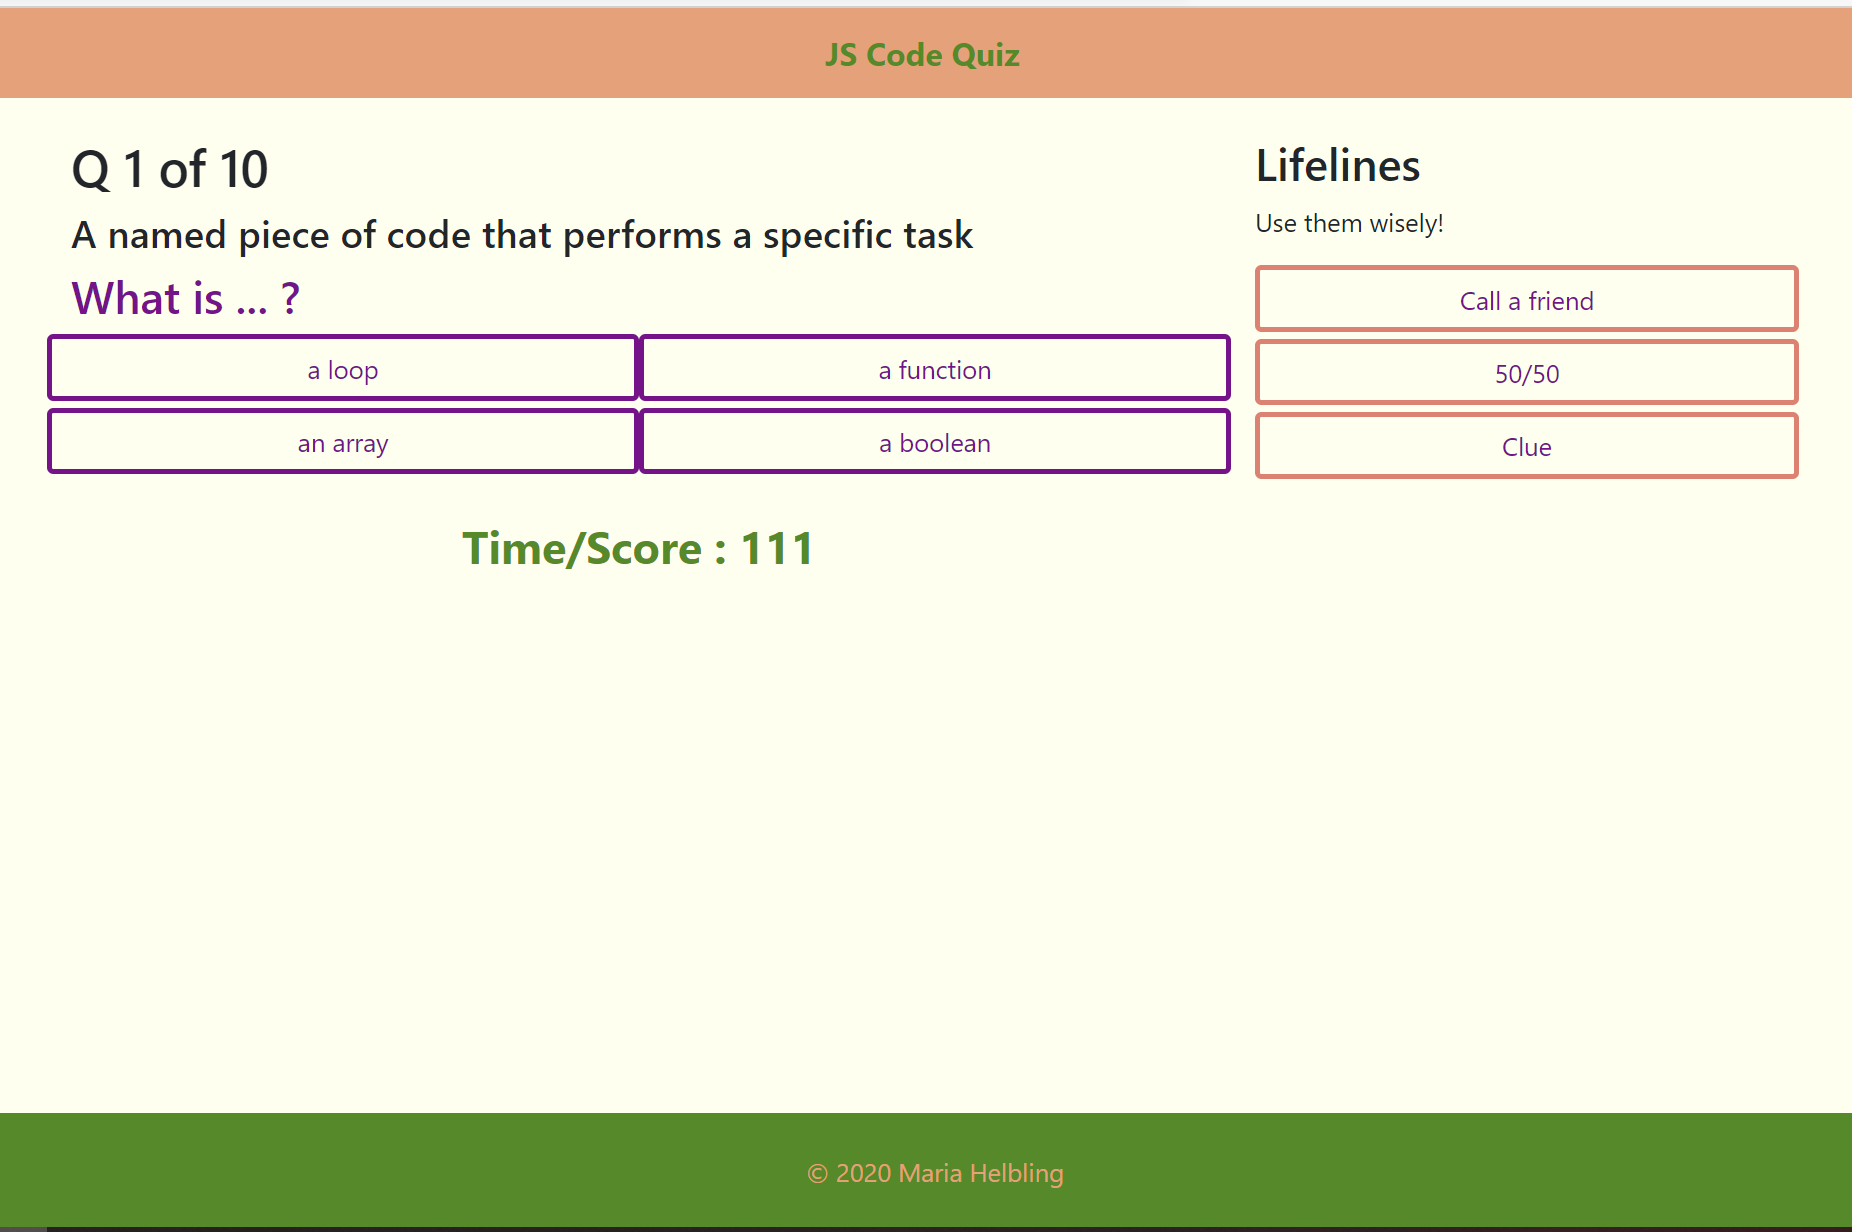 JS Code Quiz
Q 1 of 10
A named piece of code that performs a specific task
What is ... ?
a loop
a function
an array
a boolean
Time/Score : 111
Lifelines
Use them wisely!
Call a friend
50/50
Clue
© 2020 Maria Helbling